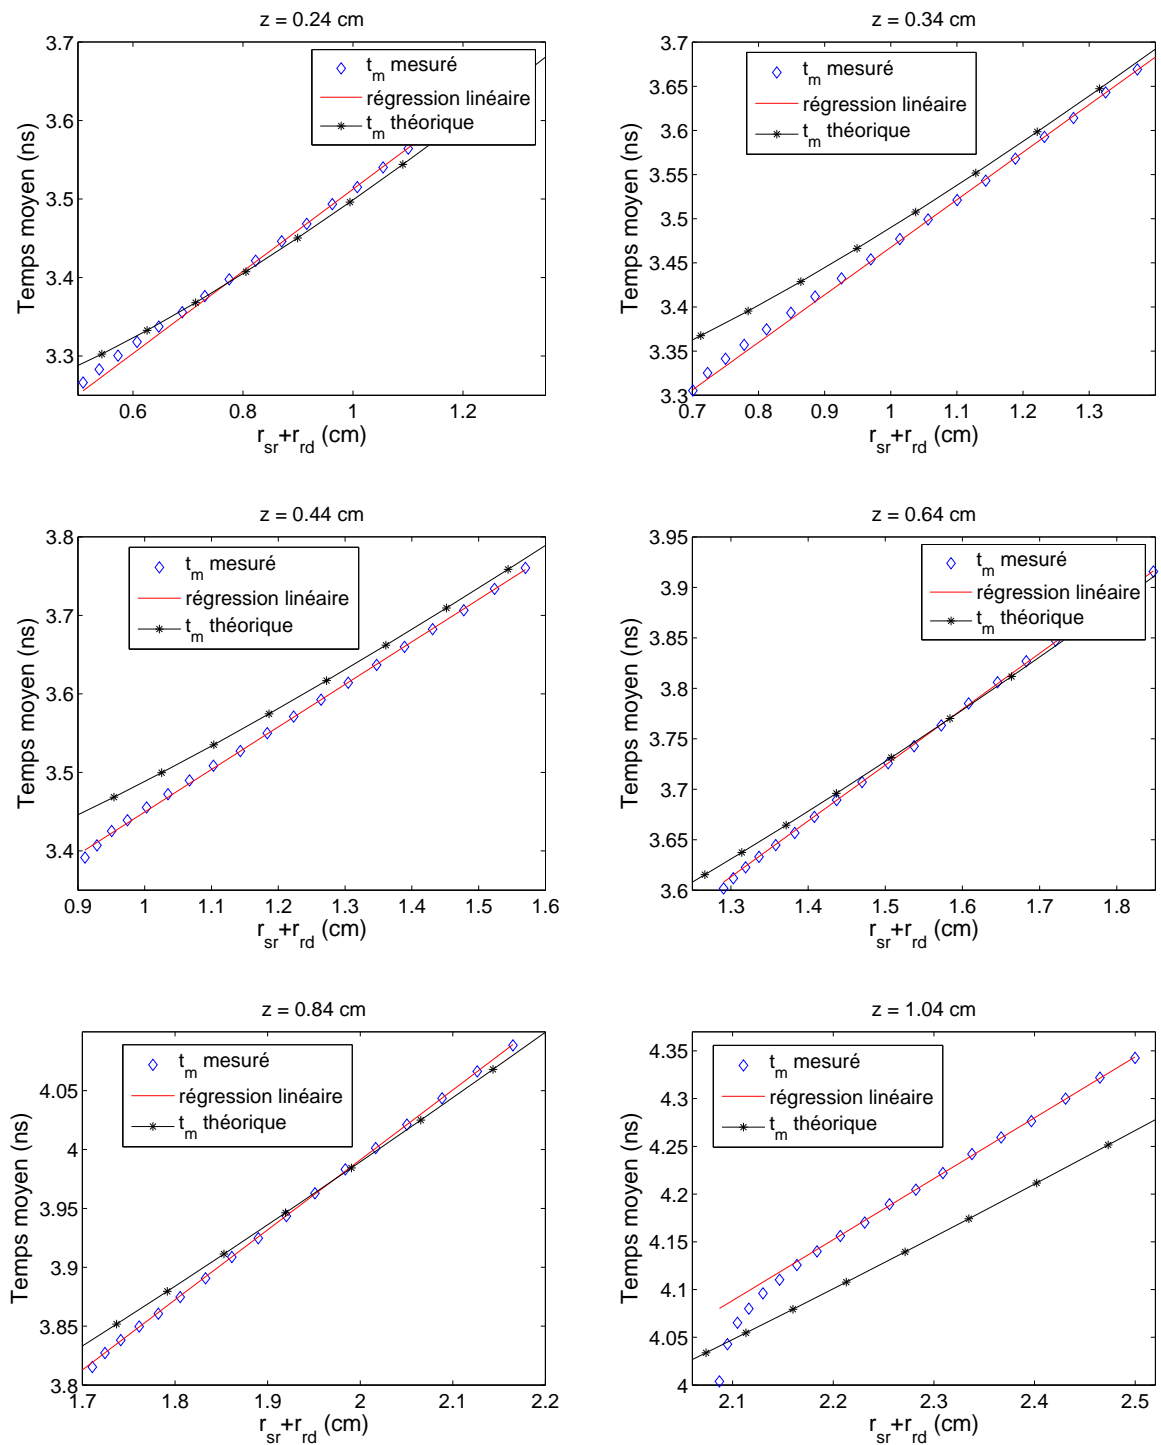 z = 0.24 cm
3.7
3.6
3.5
3.4
3.3
Temps moyen (ns)
t_m mesuré
régression linéaire
t_m théorique
0.6 0.8 1 1.2
r_sr+r_rd (cm)
z = 0.34 cm
3.7
3.65
3.6
3.55
3.5
3.45
3.4
3.35
3.3
Temps moyen (ns)
t_m mesuré
régression linéaire
t_m théorique
0.7 0.8 0.9 1 1.1 1.2 1.3
r_sr+r_rd (cm)
z = 0.44 cm
3.8
3.7
3.6
3.5
3.4
Temps moyen (ns)
t_m mesuré
régression linéaire
t_m théorique
0.9 1 1.1 1.2 1.3 1.4 1.5 1.6
r_sr+r_rd (cm)
z = 0.64 cm
3.95
3.9
3.85
3.8
3.75
3.7
3.65
3.6
Temps moyen (ns)
t_m mesuré
régression linéaire
t_m théorique
1.3 1.4 1.5 1.6 1.7 1.8
r_sr+r_rd (cm)
z = 0.84 cm
4.05
4
3.95
3.9
3.85
3.8
Temps moyen (ns)
t_m mesuré
régression linéaire
t_m théorique
1.7 1.8 1.9 2 2.1 2.2
r_sr+r_rd (cm)
z = 1.04 cm
4.35
4.3
4.25
4.2
4.15
4.1
4.05
4
Temps moyen (ns)
t_m mesuré
régression linéaire
t_m théorique
2.1 2.2 2.3 2.4 2.5
r_sr+r_rd (cm)